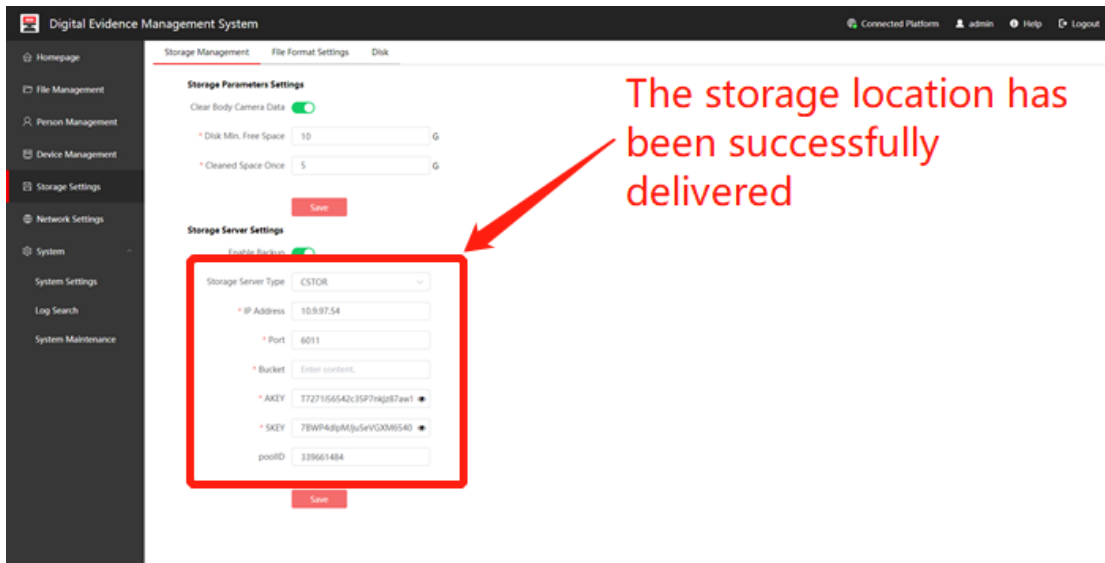 Digital Evidence Management System
Connected Platform admin Help Logout
Homepage
File Management
Person Management
Device Management
Storage Settings
Network Settings
System
System Settings
Log Search
System Maintenance
Storage Management File Format Settings Disk
Storage Parameters Settings
Clear Body Camera Data
* Disk Min. Free Space 10 G
* Cleaned Space Once 5 G
Save
Storage Server Settings
Enable Backup
Storage Server Type CSTOR
* IP Address 10.9.97.54
* Port 6011
* Bucket Enter content.
* AKEY
* SKEY
poolID 339661484
Save
The storage location has
been successfully
delivered